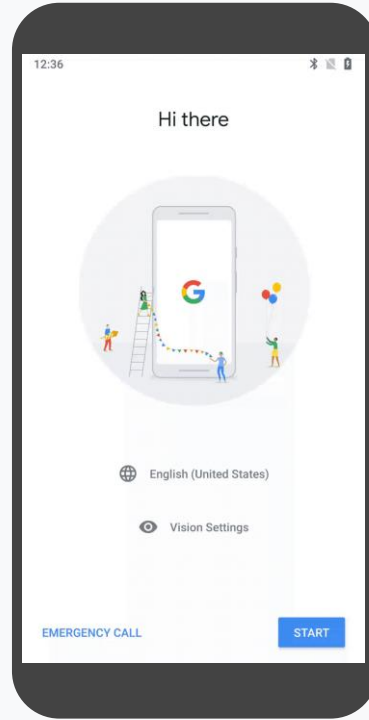 12:36
Hi there
G
English (United States)
Vision Settings
EMERGENCY CALL
START